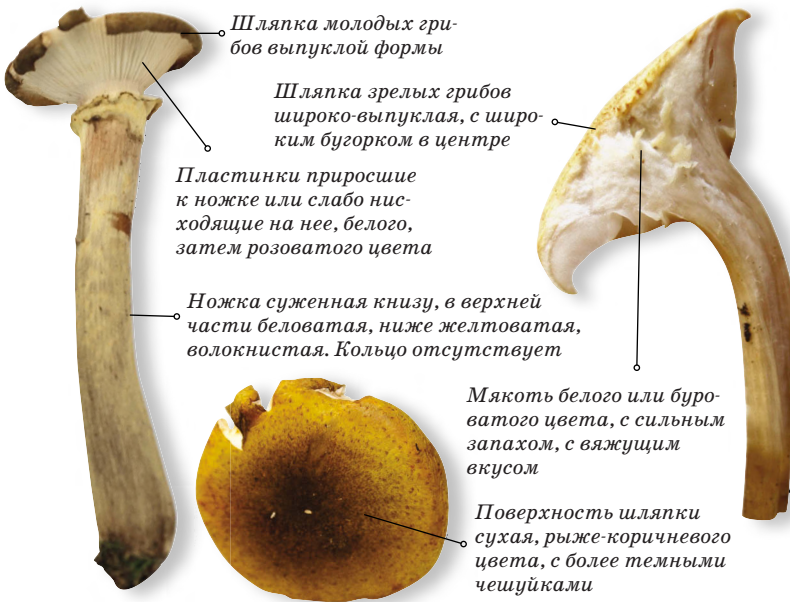 Шляпка молодых гри-
бов выпуклой формы
Шляпка зрелых грибов
широко-выпуклая, с широ-
ким бугорком в центре
Пластинки приросшие
к ножке или слабо нис-
ходящие на нее, белого,
затем розоватого цвета
Ножка суженная книзу, в верхней
части беловатая, ниже желтоватая,
волокнистая. Кольцо отсутствует
Мякоть белого или буро-
ватого цвета, с сильным
запахом, с вяжущим
вкусом
Поверхность шляпки
сухая, рыже-коричневого
цвета, с более темными
чешуйками